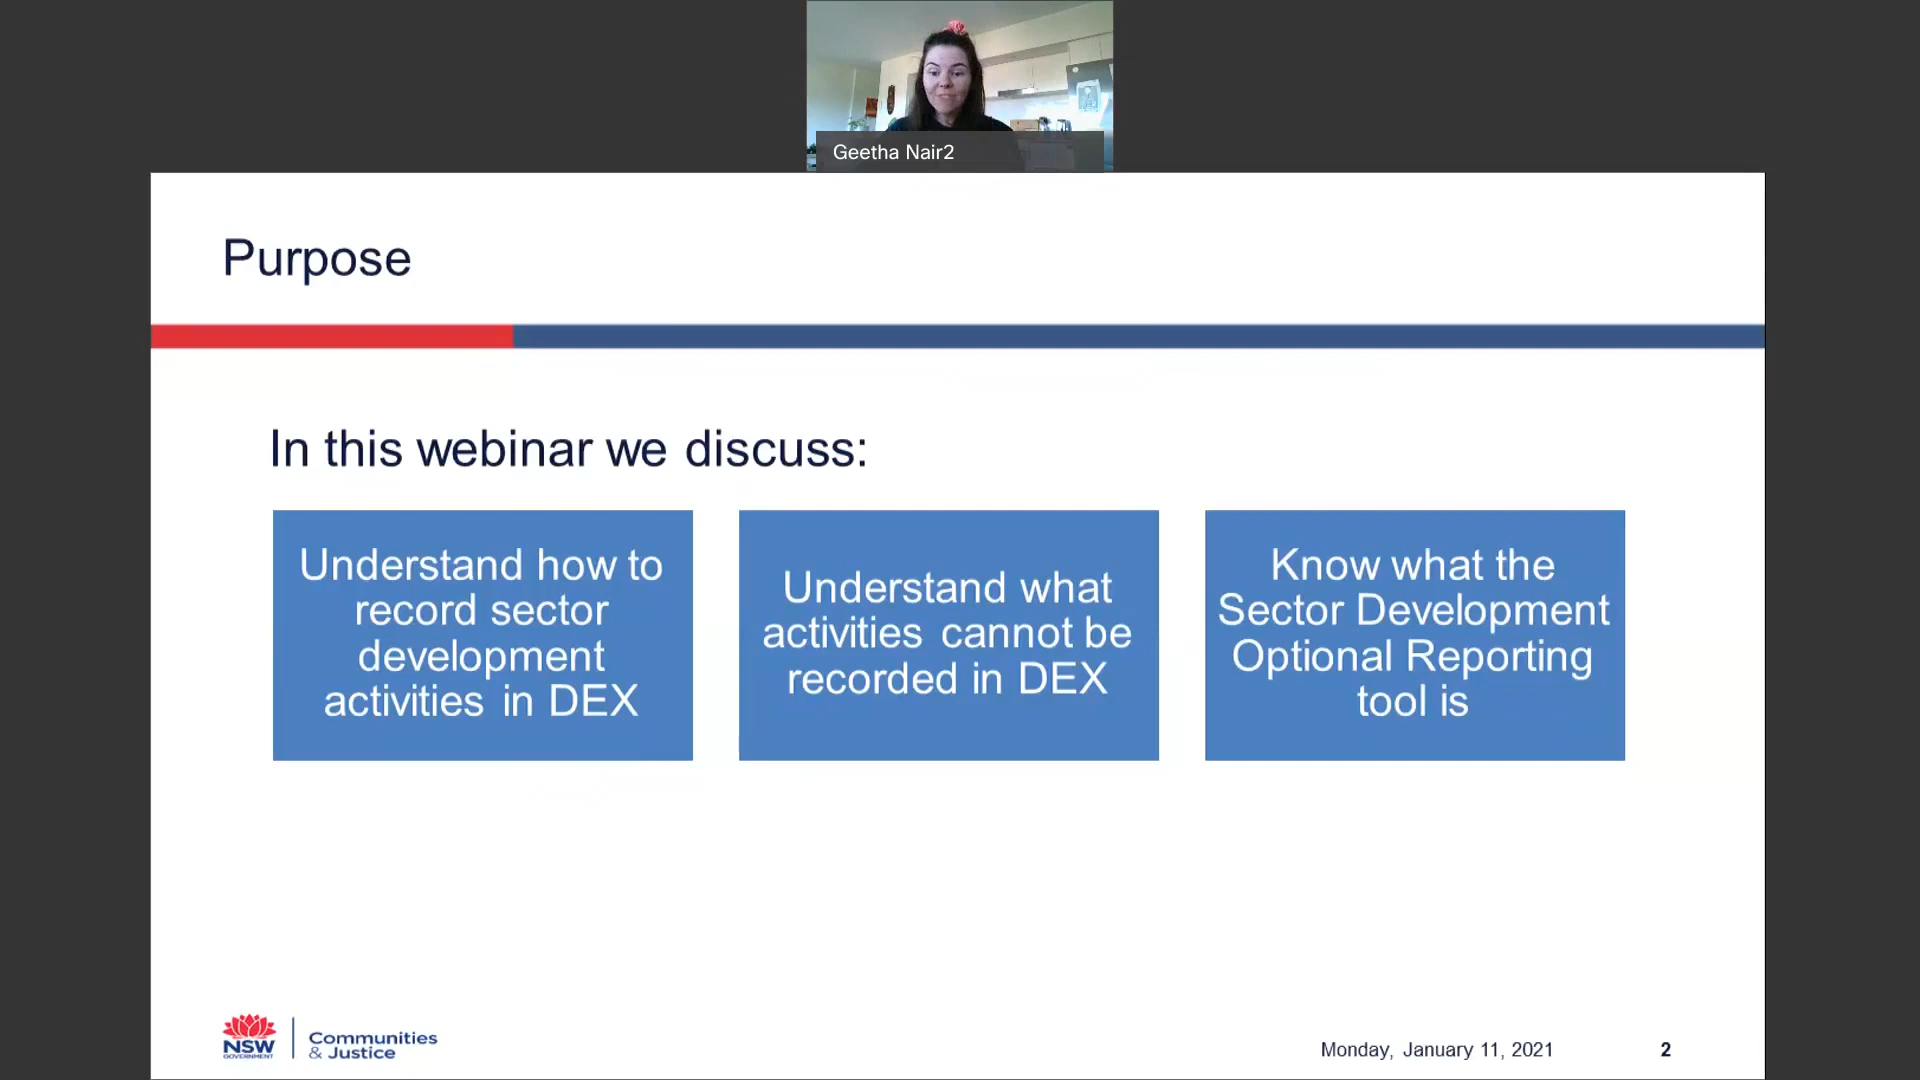 Geetha Nair2
Purpose
In this webinar we discuss:
Understand how to
record sector
development
activities in DEX
Understand what
activities cannot be
recorded in DEX
Know what the
Sector Development
Optional Reporting
tool is
NSW
GOVERNMENT
Communities
& Justice
Monday, January 11, 2021
2